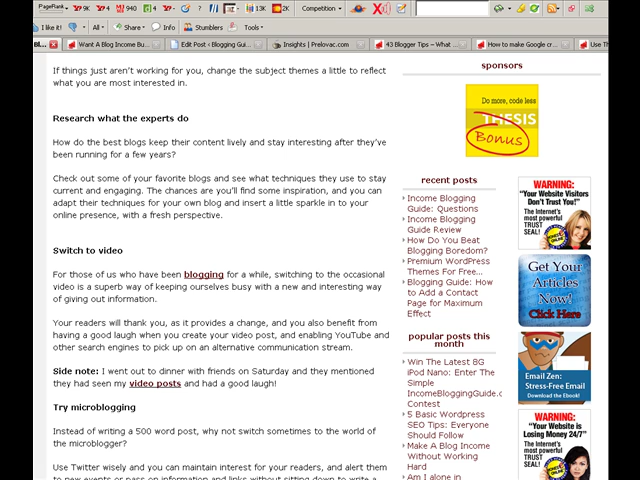 PageRank 9K 4 940 13K 2K Competition
I like it! All Share Info Stumblers Tools
Bl... Want A Blog Income Bu... Edit Post ‹ Blogging Guid... Insights | Prelovac.com 43 Blogger Tips – What ... How to make Google cr... Use Th
If things just aren't working for you, change the subject themes a little to reflect
what you are most interested in.
Research what the experts do
How do the best blogs keep their content lively and stay interesting after they've
been running for a few years?
Check out some of your favorite blogs and see what techniques they use to stay
current and engaging. The chances are you'll find some inspiration, and you can
adapt their techniques for your own blog and insert a little sparkle in to your
online presence, with a fresh perspective.
Switch to video
For those of us who have been blogging for a while, switching to the occasional
video is a superb way of keeping ourselves busy with a new and interesting way
of giving out information.
Your readers will thank you, as it provides a change, and you also benefit from
having a good laugh when you create your video post, and enabling YouTube and
other search engines to pick up on an alternative communication stream.
Side note: I went out to dinner with friends on Saturday and they mentioned
they had seen my video posts and had a good laugh!
Try microblogging
Instead of writing a 500 word post, why not switch sometimes to the world of
the microblogger?
Use Twitter wisely and you can maintain interest for your readers, and alert them
to new events or pass on information and links without sitting down to write a
sponsors
Do more, code less
THESIS
Bonus
recent posts
Income Blogging
Guide: Questions
Income Blogging
Guide Review
How Do You Beat
Blogging Boredom?
Premium WordPress
Themes For Free...
Blogging Guide: How
to Add a Contact
Page for Maximum
Effect
popular posts this
month
Win The Latest 8G
iPod Nano: Enter The
Simple
IncomeBloggingGuide.c
Contest
5 Basic Wordpress
SEO Tips: Everyone
Should Follow
Make A Blog Income
Without Working
Hard
Am I alone in
WARNING:
"Your Website Visitors
Don't Trust You!"
The Internet's
most powerful
TRUST
SEAL!
Get Your
Articles
Now!
Click Here
Email Zen:
Stress-Free Email
Download the Ebook!
WARNING:
"Your Website is
Losing Money 24/7"
The Internet's
most powerful
TRUST
SEAL!